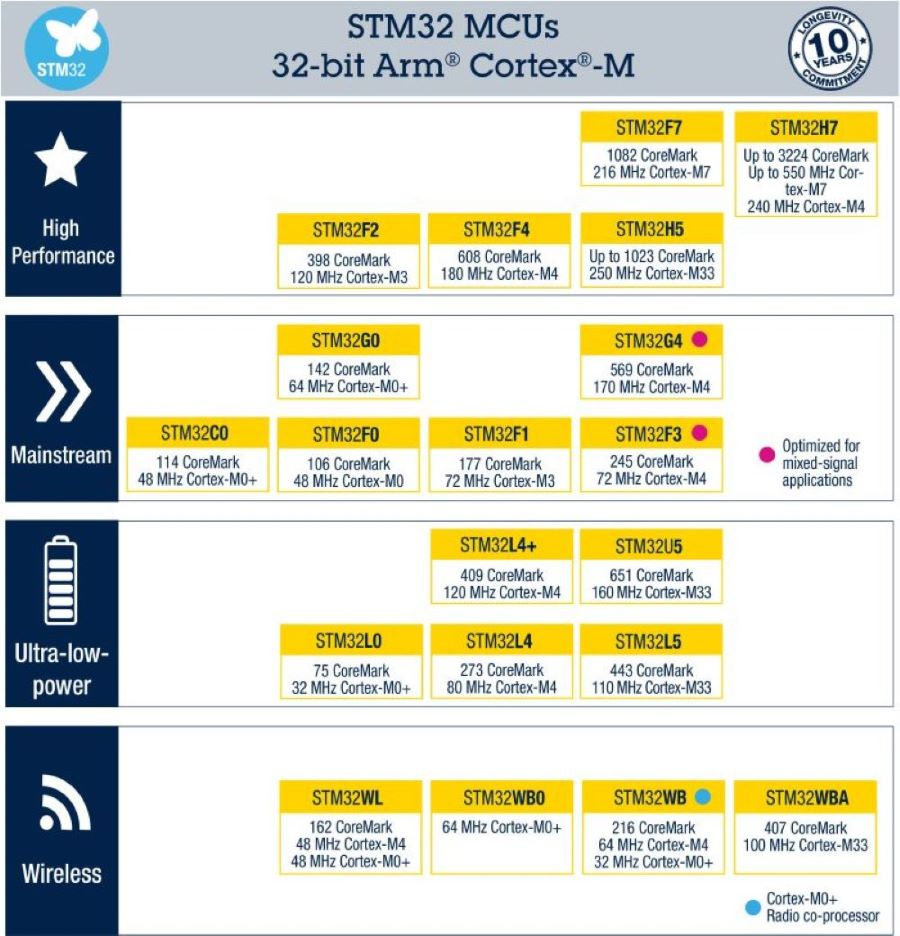 STM32 MCUs
32-bit Arm® Cortex®-M
STM32
LONGEVITY
10
YEARS
COMMITMENT
High
Performance
STM32F7
1082 CoreMark
216 MHz Cortex-M7
STM32H7
Up to 3224 CoreMark
Up to 550 MHz Cor-
tex-M7
240 MHz Cortex-M4
STM32F2
398 CoreMark
120 MHz Cortex-M3
STM32F4
608 CoreMark
180 MHz Cortex-M4
STM32H5
Up to 1023 CoreMark
250 MHz Cortex-M33
Mainstream
STM32G0
142 CoreMark
64 MHz Cortex-M0+
STM32G4
569 CoreMark
170 MHz Cortex-M4
STM32C0
114 CoreMark
48 MHz Cortex-M0+
STM32F0
106 CoreMark
48 MHz Cortex-M0
STM32F1
177 CoreMark
72 MHz Cortex-M3
STM32F3
245 CoreMark
72 MHz Cortex-M4
Optimized for
mixed-signal
applications
Ultra-low-
power
STM32L4+
409 CoreMark
120 MHz Cortex-M4
STM32U5
651 CoreMark
160 MHz Cortex-M33
STM32L0
75 CoreMark
32 MHz Cortex-M0+
STM32L4
273 CoreMark
80 MHz Cortex-M4
STM32L5
443 CoreMark
110 MHz Cortex-M33
Wireless
STM32WL
162 CoreMark
48 MHz Cortex-M4
48 MHz Cortex-M0+
STM32WB0
64 MHz Cortex-M0+
STM32WB
216 CoreMark
64 MHz Cortex-M4
32 MHz Cortex-M0+
STM32WBA
407 CoreMark
100 MHz Cortex-M33
Cortex-M0+
Radio co-processor